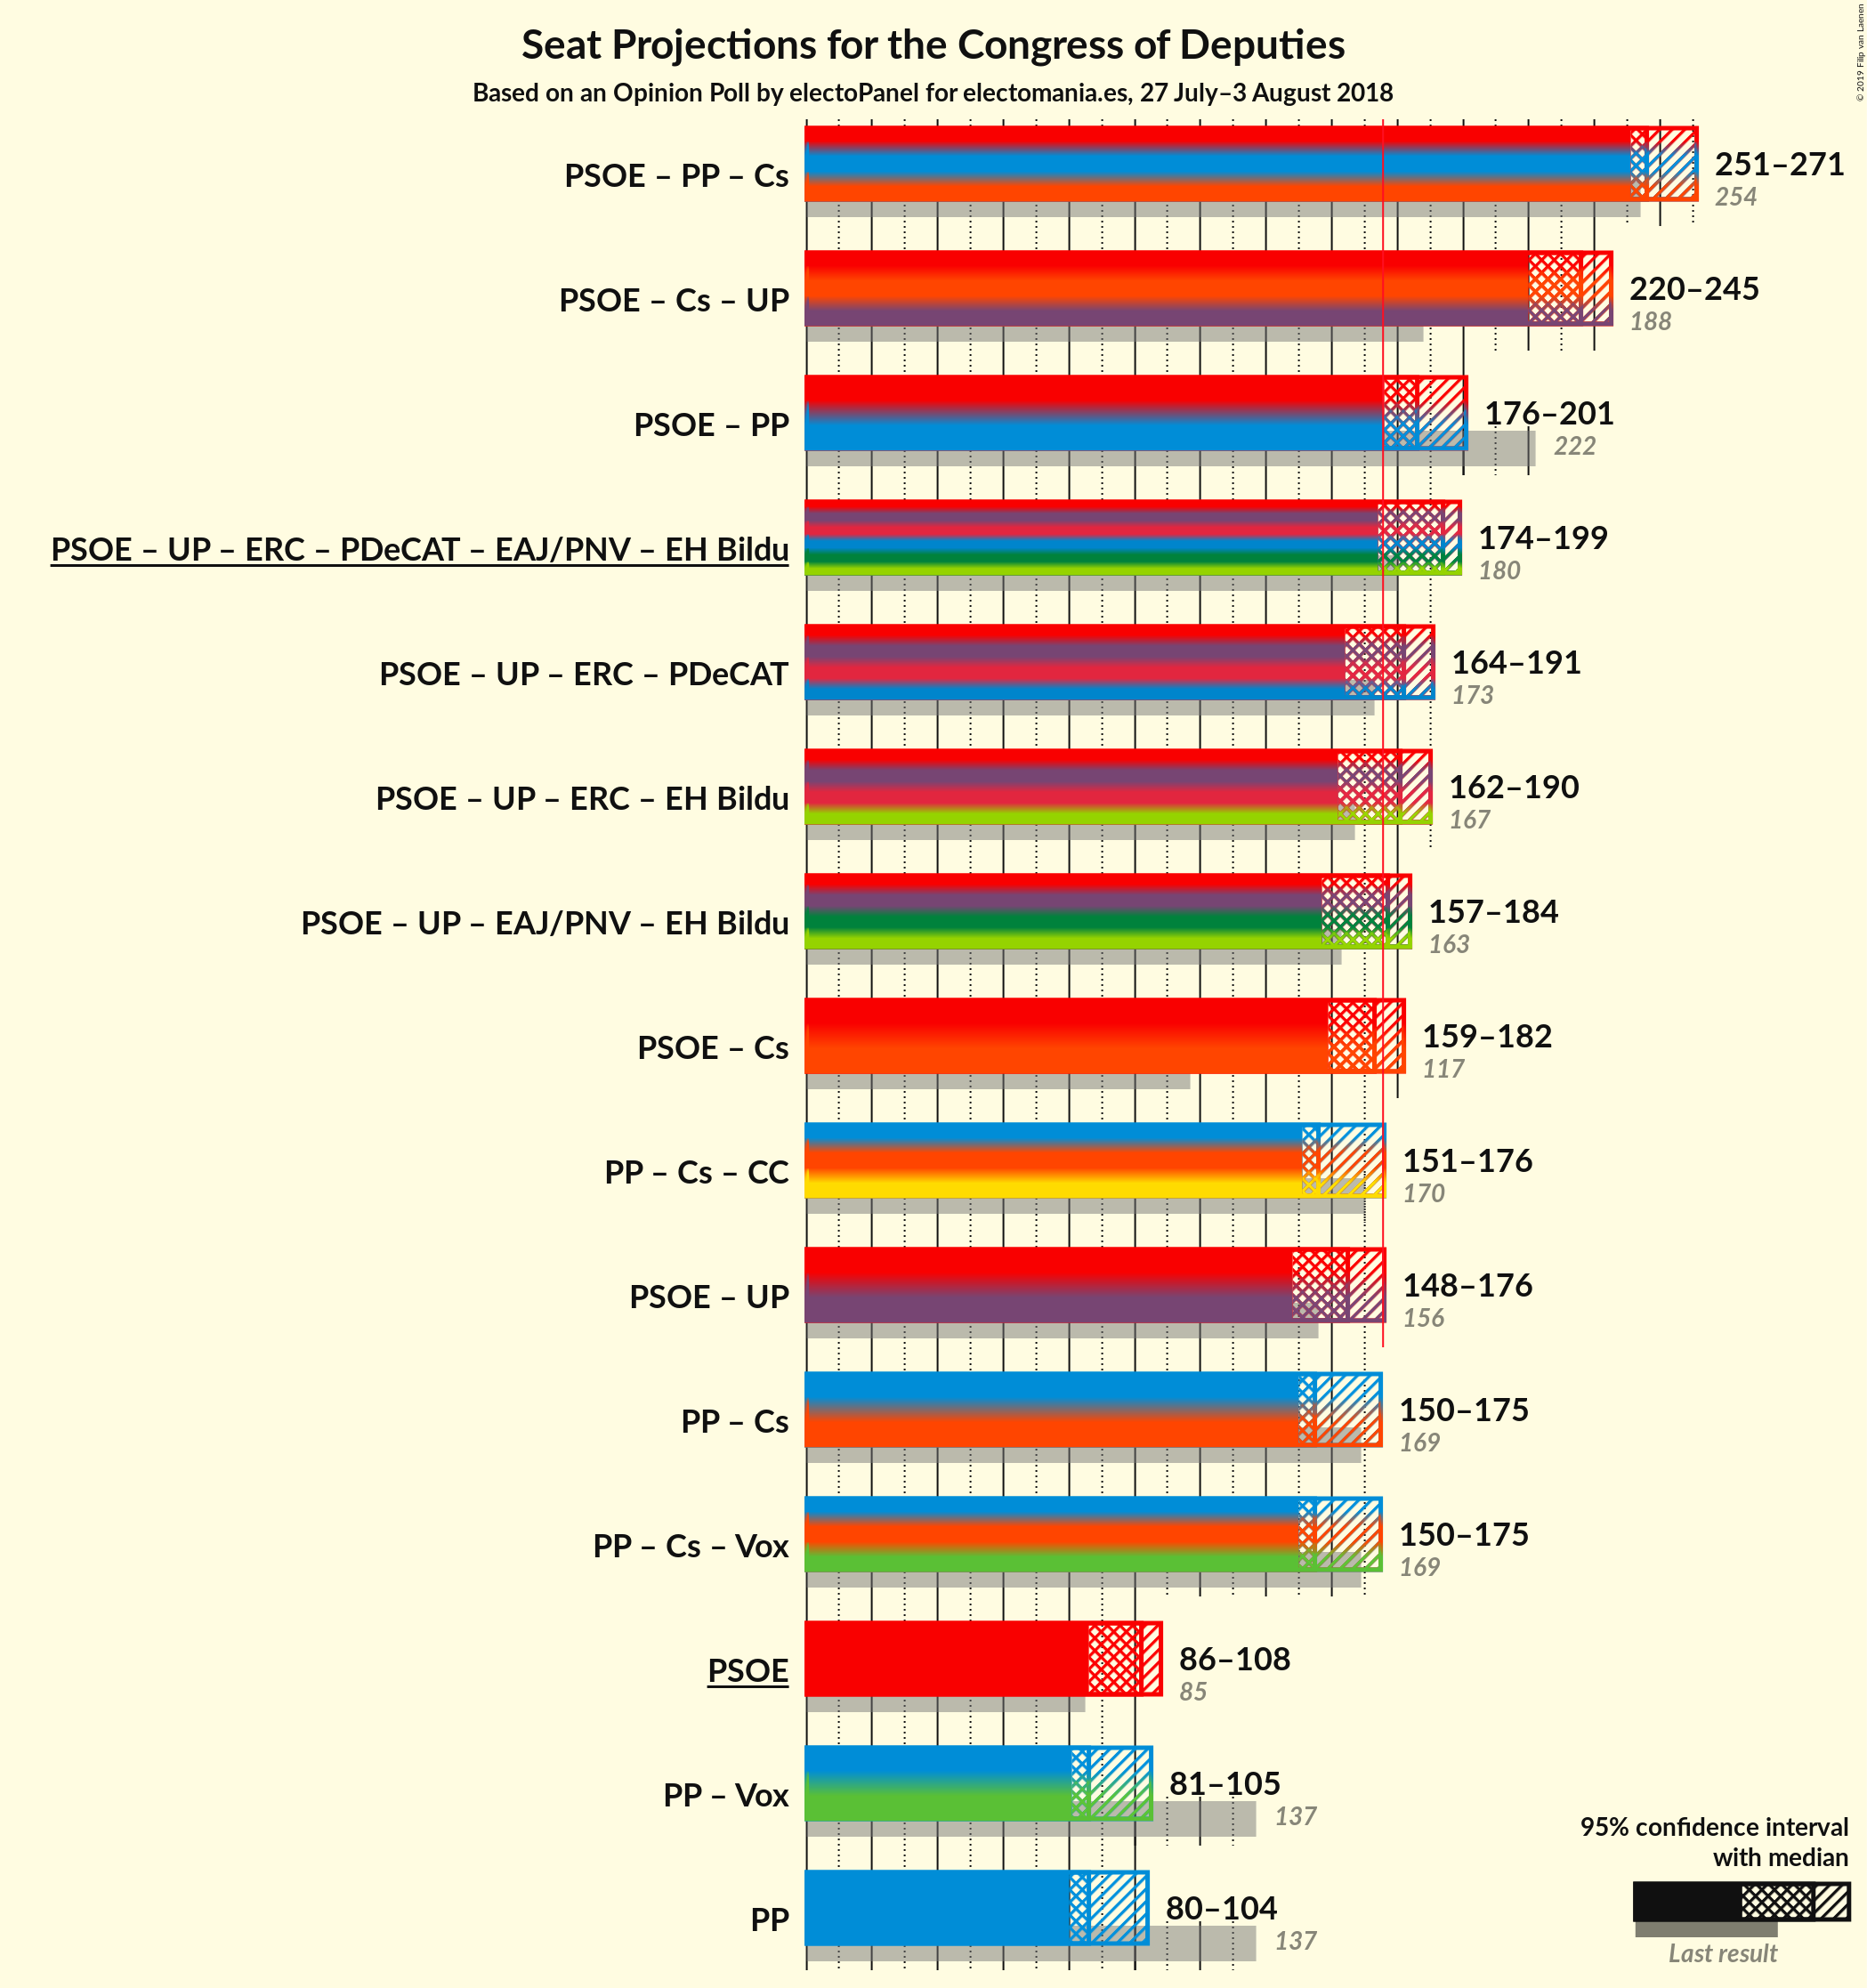 Seat Projections for the Congress of Deputies
Based on an Opinion Poll by electoPanel for electomania.es, 27 July–3 August 2018
© 2019 Filip van Laenen
PSOE – PP – Cs
251–271
254
PSOE – Cs – UP
220–245
188
PSOE – PP
176–201
222
PSOE – UP – ERC – PDeCAT – EAJ/PNV – EH Bildu
174–199
180
PSOE – UP – ERC – PDeCAT
164–191
173
PSOE – UP – ERC – EH Bildu
162–190
167
PSOE – UP – EAJ/PNV – EH Bildu
157–184
163
PSOE – Cs
159–182
117
PP – Cs – CC
151–176
170
PSOE – UP
148–176
156
PP – Cs
150–175
169
PP – Cs – Vox
150–175
169
PSOE
86–108
85
PP – Vox
81–105
137
PP
80–104
137
95% confidence interval
with median
Last result